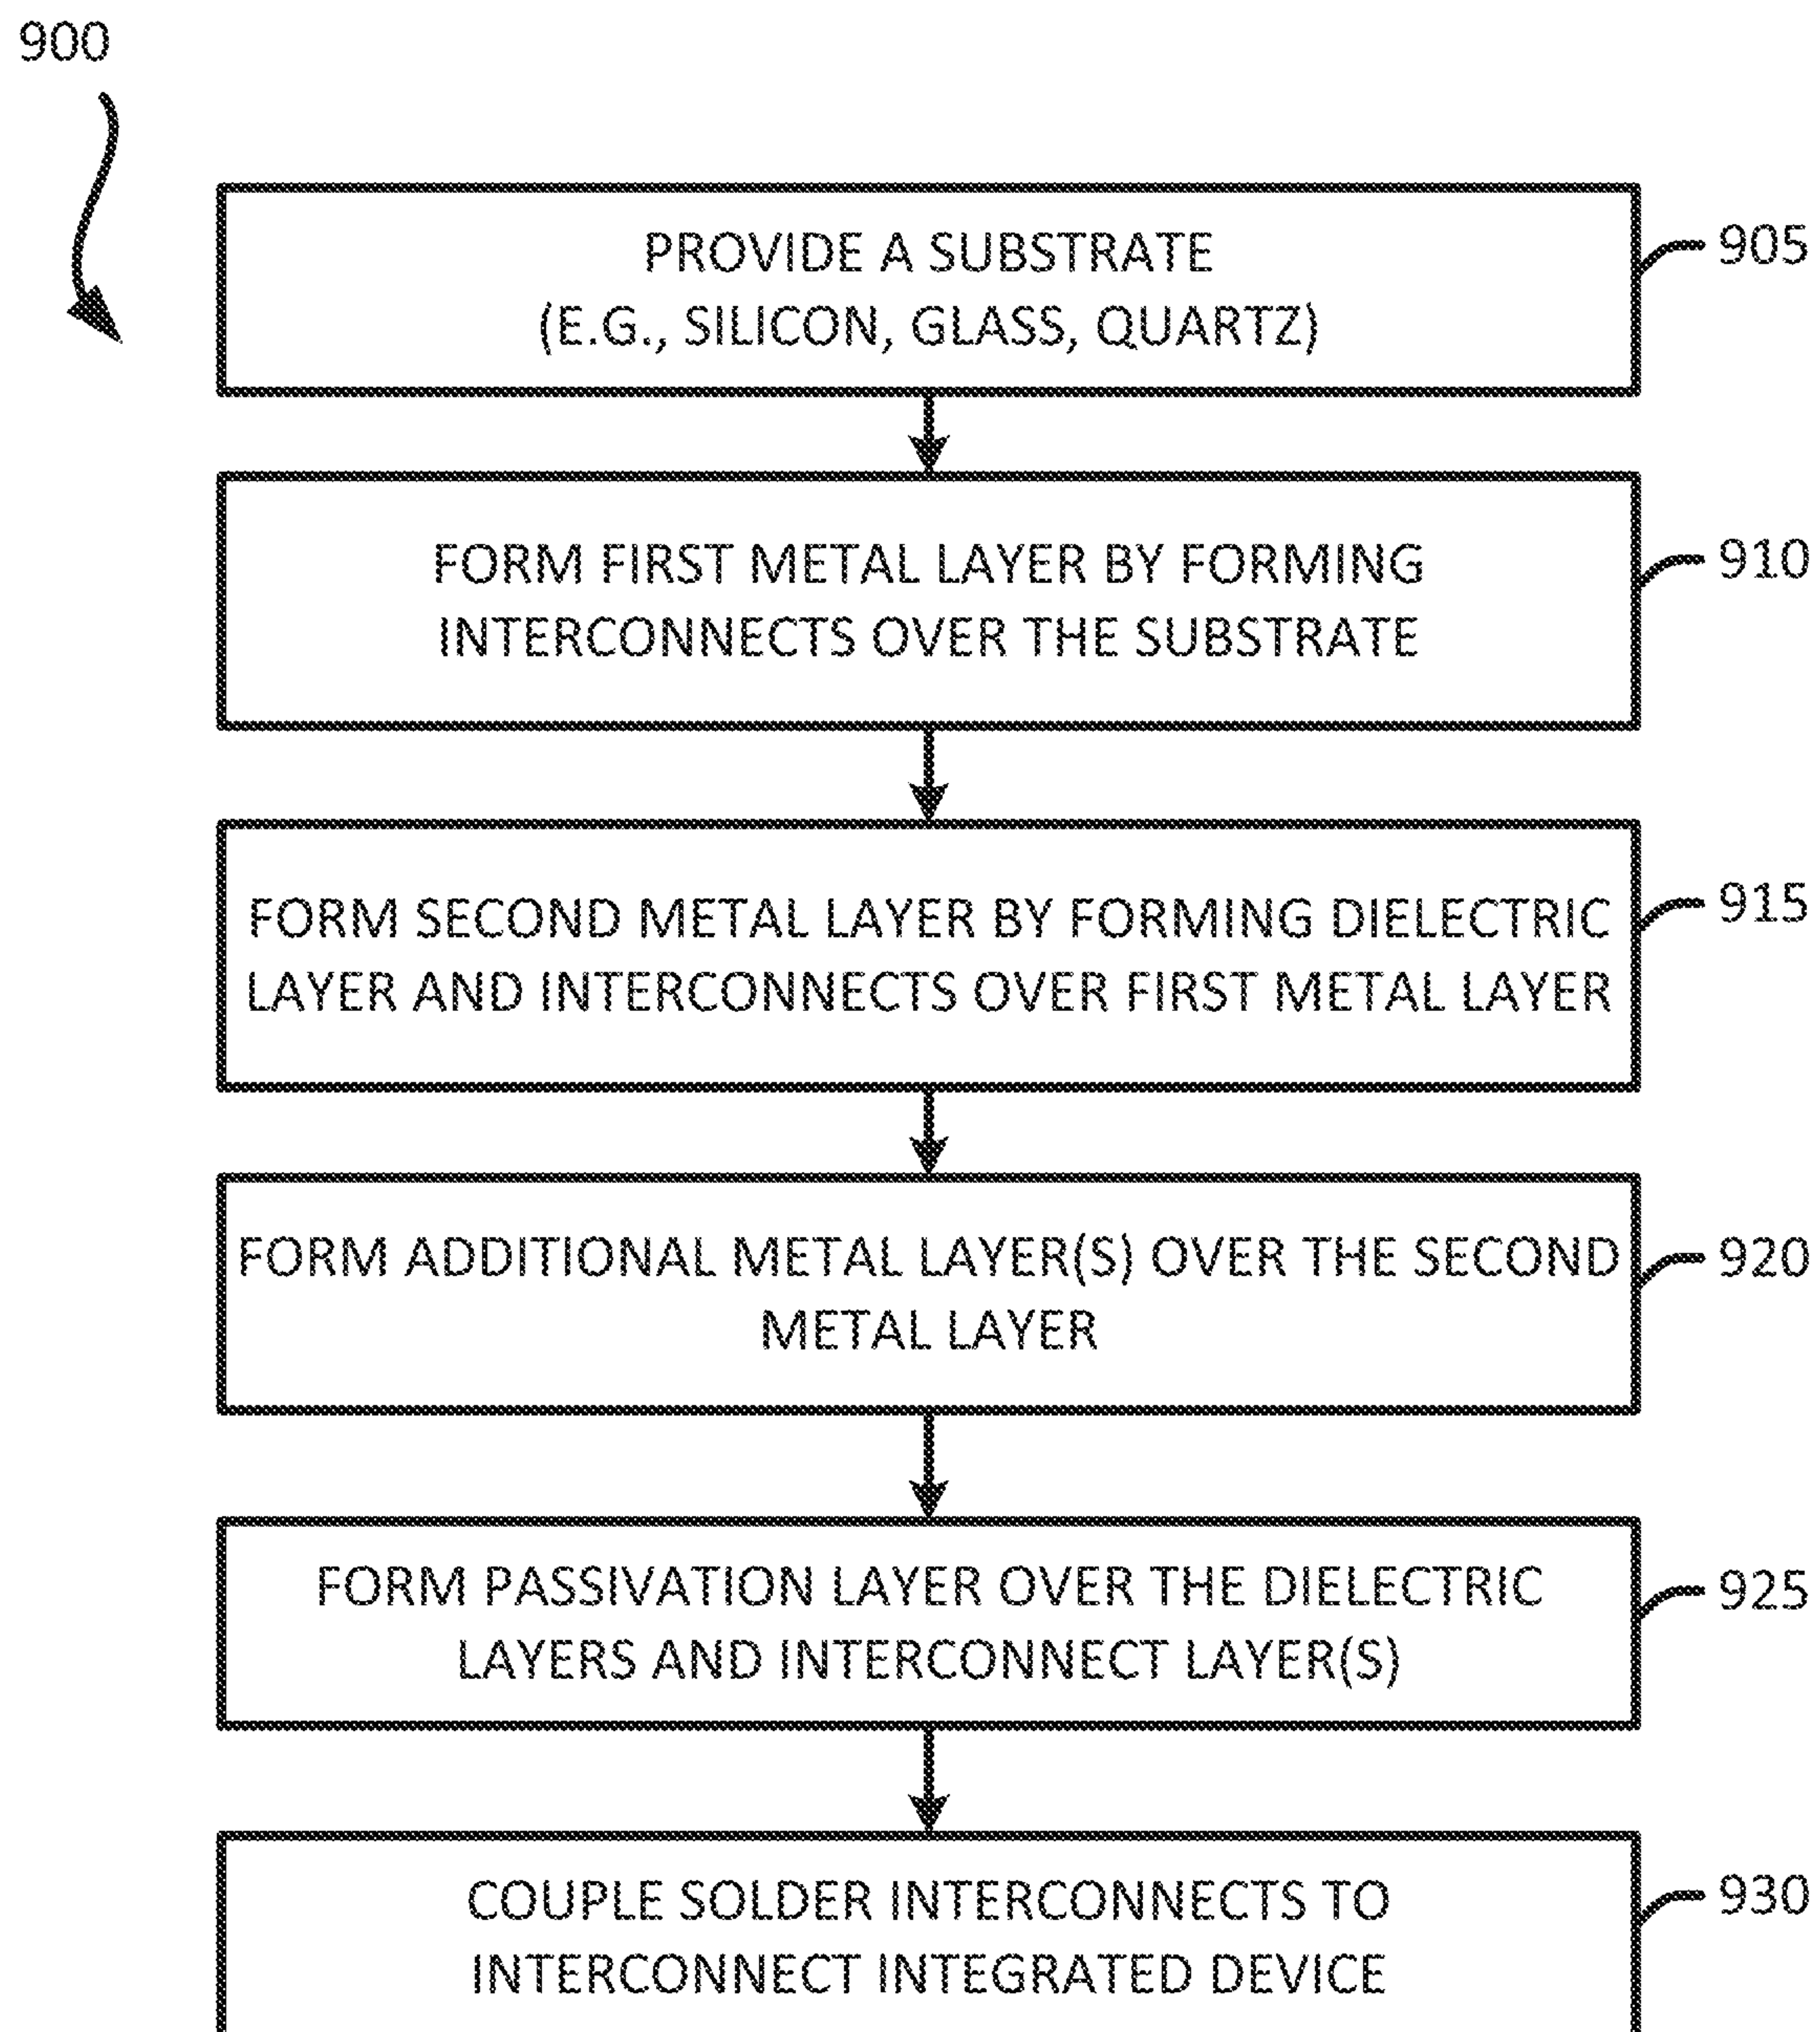 900
PROVIDE A SUBSTRATE
(E.G., SILICON, GLASS, QUARTZ)
905
FORM FIRST METAL LAYER BY FORMING
INTERCONNECTS OVER THE SUBSTRATE
910
FORM SECOND METAL LAYER BY FORMING DIELECTRIC
LAYER AND INTERCONNECTS OVER FIRST METAL LAYER
915
FORM ADDITIONAL METAL LAYER(S) OVER THE SECOND
METAL LAYER
920
FORM PASSIVATION LAYER OVER THE DIELECTRIC
LAYERS AND INTERCONNECT LAYER(S)
925
COUPLE SOLDER INTERCONNECTS TO
INTERCONNECT INTEGRATED DEVICE
930